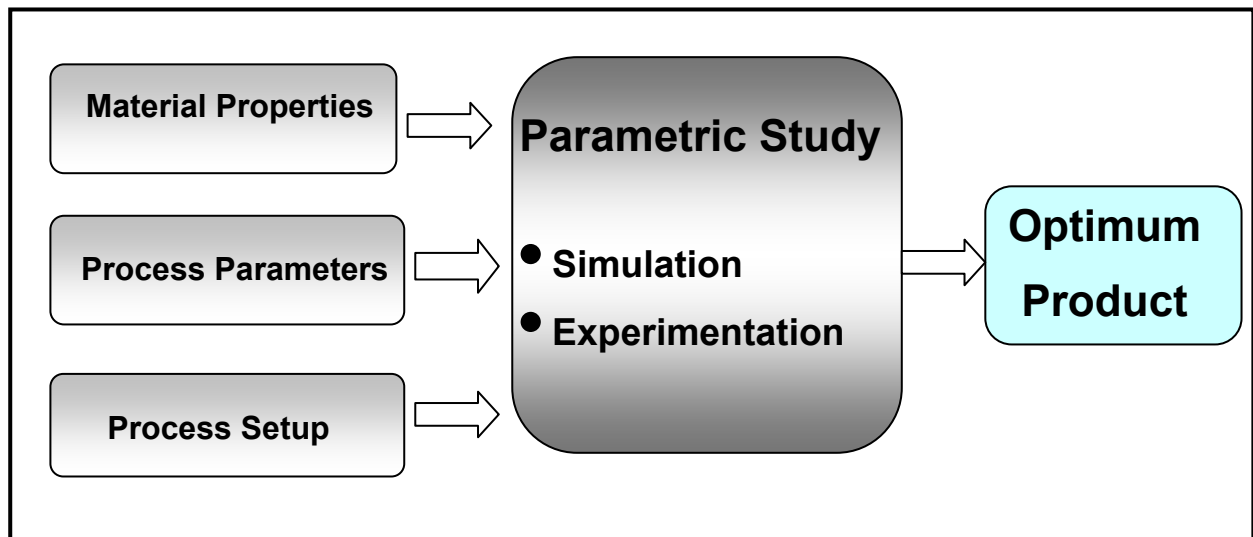 Material Properties
Process Parameters
Process Setup
Parametric Study
● Simulation
● Experimentation
Optimum
Product